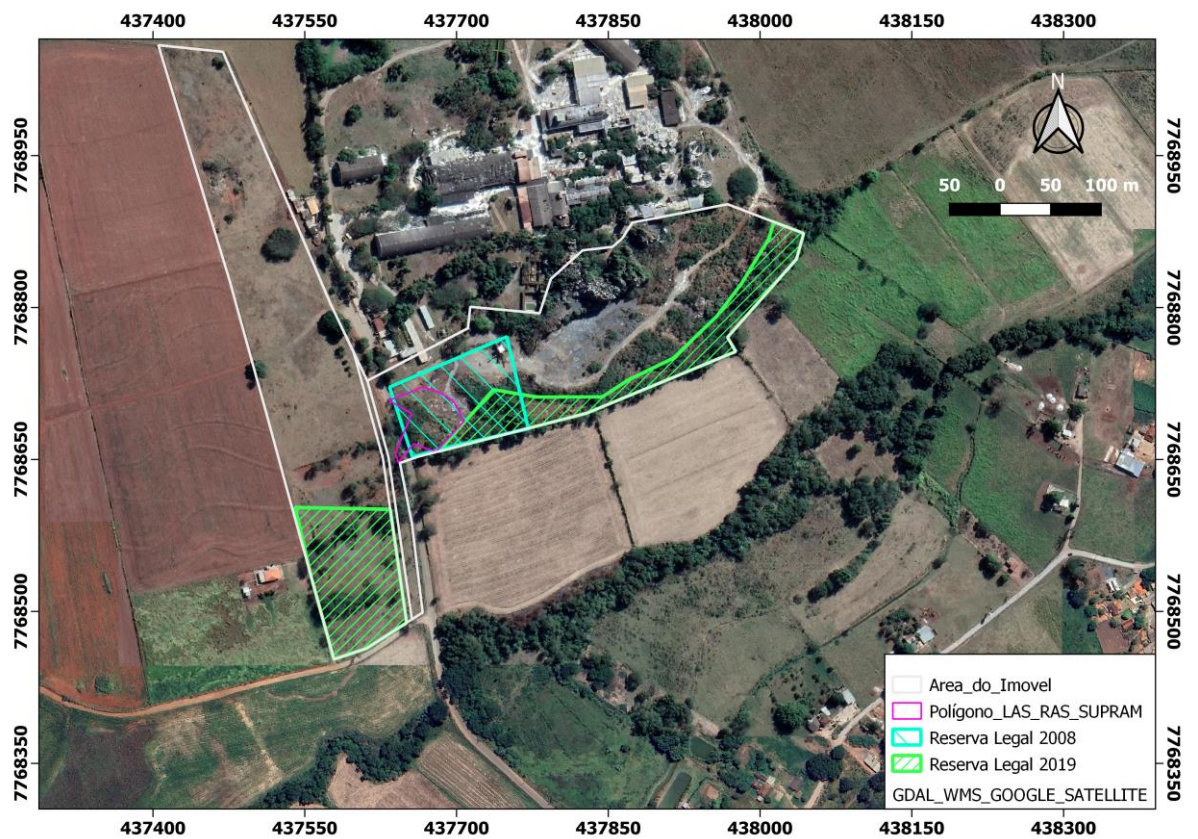 437400 437550 437700 437850 438000 438150 438300
7768950 7768950
N
50 0 50 100 m
7768800 7768800
7768650 7768650
7768500 7768500
Area_do_Imovel
Polígono_LAS_RAS_SUPRAM
Reserva Legal 2008
Reserva Legal 2019
7768350 7768350
GDAL_WMS_GOOGLE_SATELLITE
437400 437550 437700 437850 438000 438150 438300